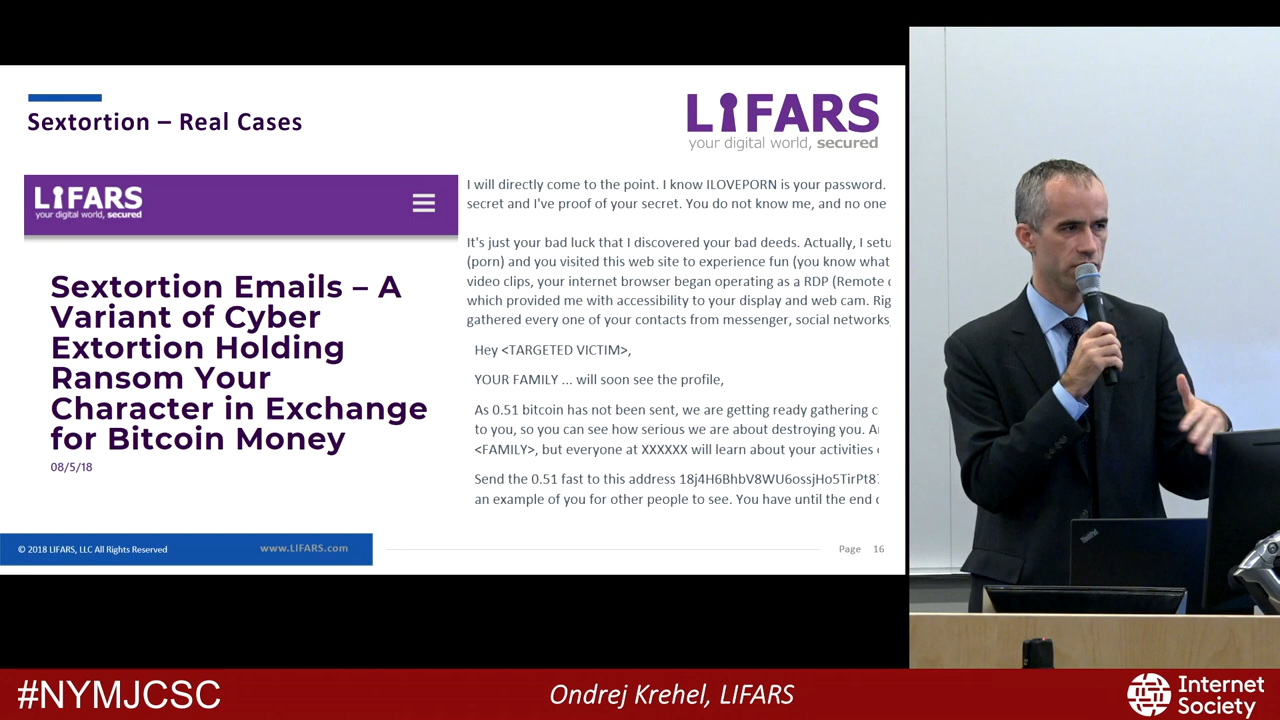 Sextortion – Real Cases
LIFARS
your digital world, secured
LIFARS
your digital world, secured
Sextortion Emails – A
Variant of Cyber
Extortion Holding
Ransom Your
Character in Exchange
for Bitcoin Money
08/5/18
I will directly come to the point. I know ILOVEPORN is your password.
secret and I've proof of your secret. You do not know me, and no one
It's just your bad luck that I discovered your bad deeds. Actually, I setu
(porn) and you visited this web site to experience fun (you know what
video clips, your internet browser began operating as a RDP (Remote
which provided me with accessibility to your display and web cam. Rig
gathered every one of your contacts from messenger, social networks,
Hey <TARGETED VICTIM>,
YOUR FAMILY ... will soon see the profile,
As 0.51 bitcoin has not been sent, we are getting ready gathering
to you, so you can see how serious we are about destroying you.
<FAMILY>, but everyone at XXXXXX will learn about your activities
Send the 0.51 fast to this address 18j4H6BhbV8WU6ossjHo5TirPt8
an example of you for other people to see. You have until the end
© 2018 LIFARS, LLC All Rights Reserved
www.LIFARS.com
Page 16
ThinkPad
#NYMJCSC
Ondrej Krehel, LIFARS
Internet
Society